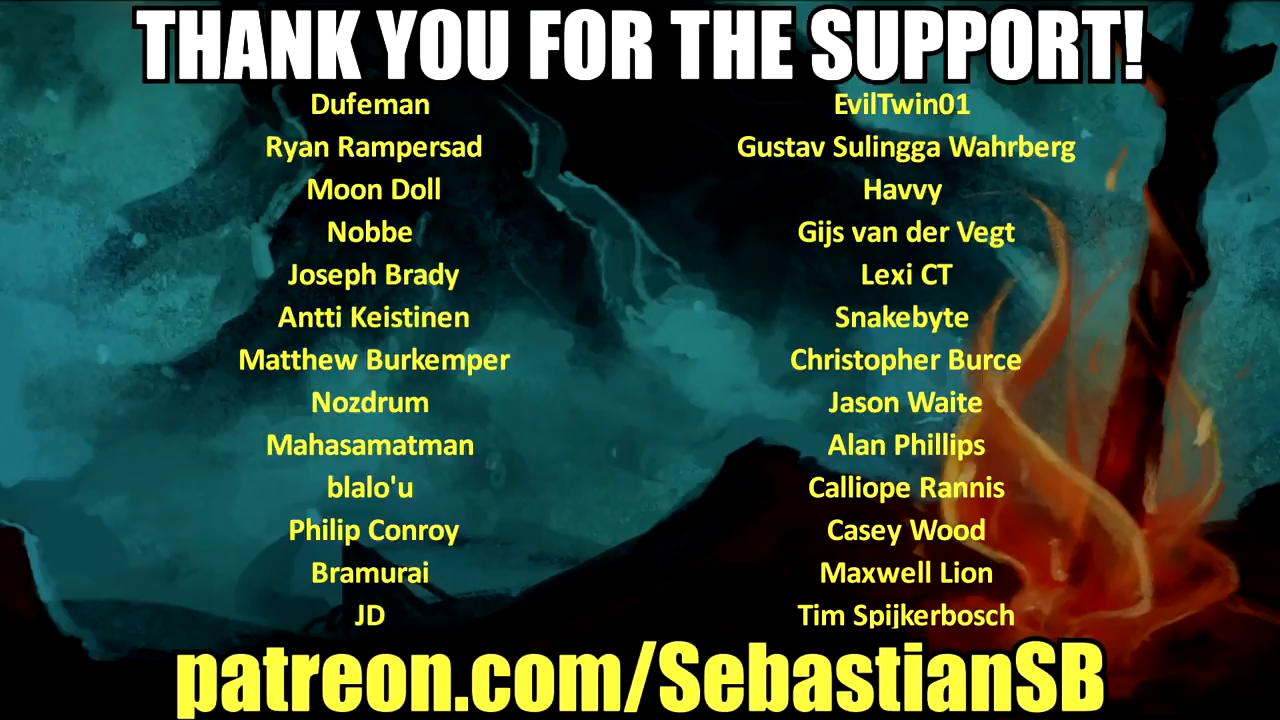 THANK YOU FOR THE SUPPORT!
Dufeman
Ryan Rampersad
Moon Doll
Nobbe
Joseph Brady
Antti Keistinen
Matthew Burkemper
Nozdrum
Mahasamatman
blalo'u
Philip Conroy
Bramurai
JD
EvilTwin01
Gustav Sulingga Wahrberg
Havvy
Gijs van der Vegt
Lexi CT
Snakebyte
Christopher Burce
Jason Waite
Alan Phillips
Calliope Rannis
Casey Wood
Maxwell Lion
Tim Spijkerbosch
patreon.com/SebastianSB